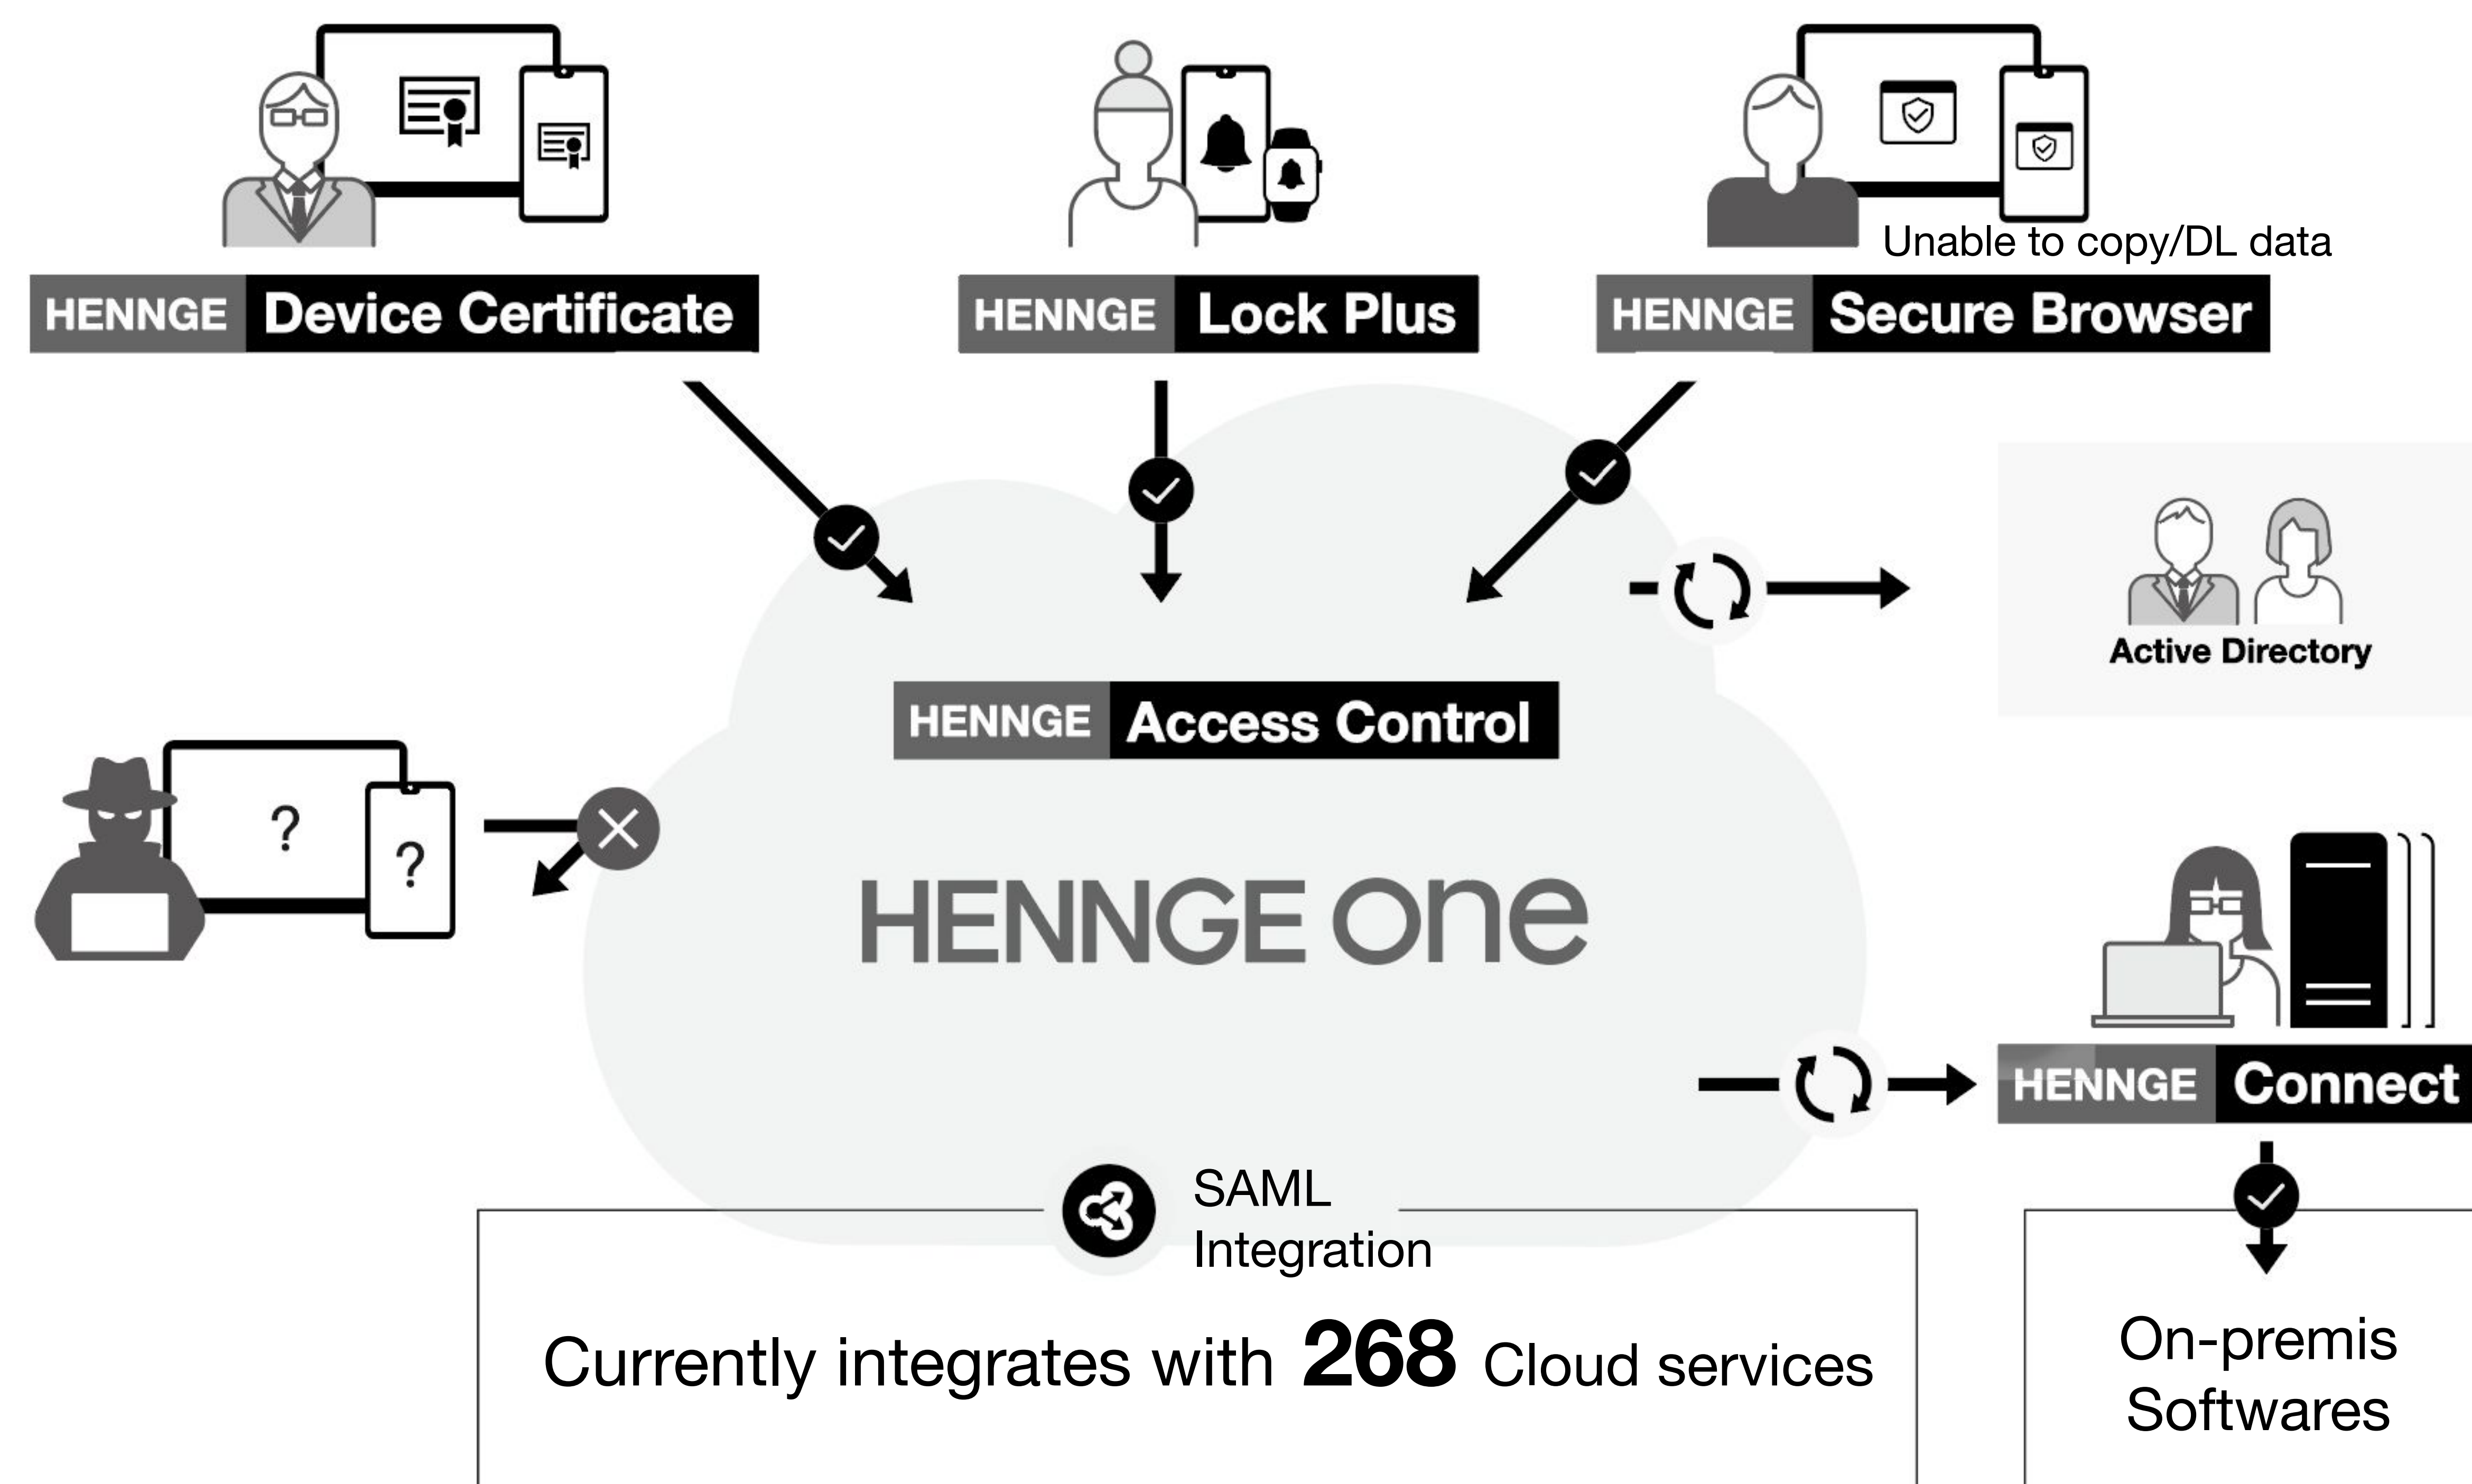 Unable to copy/DL data
HENNGE Device Certificate
HENNGE Lock Plus
HENNGE Secure Browser
Active Directory
HENNGE Access Control
? ?
HENNGE one
HENNGE Connect
SAML
Integration
Currently integrates with 268 Cloud services
On-premis
Softwares